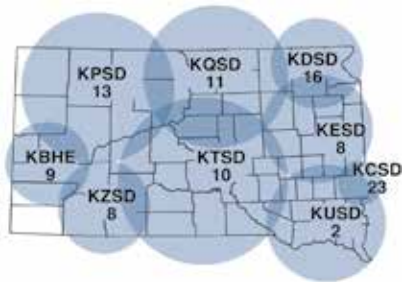 KPSD
13
KQSD
11
KDSD
16
KESD
8
KBHE
9
KTSD
10
KCSD
23
KZSD
8
KUSD
2